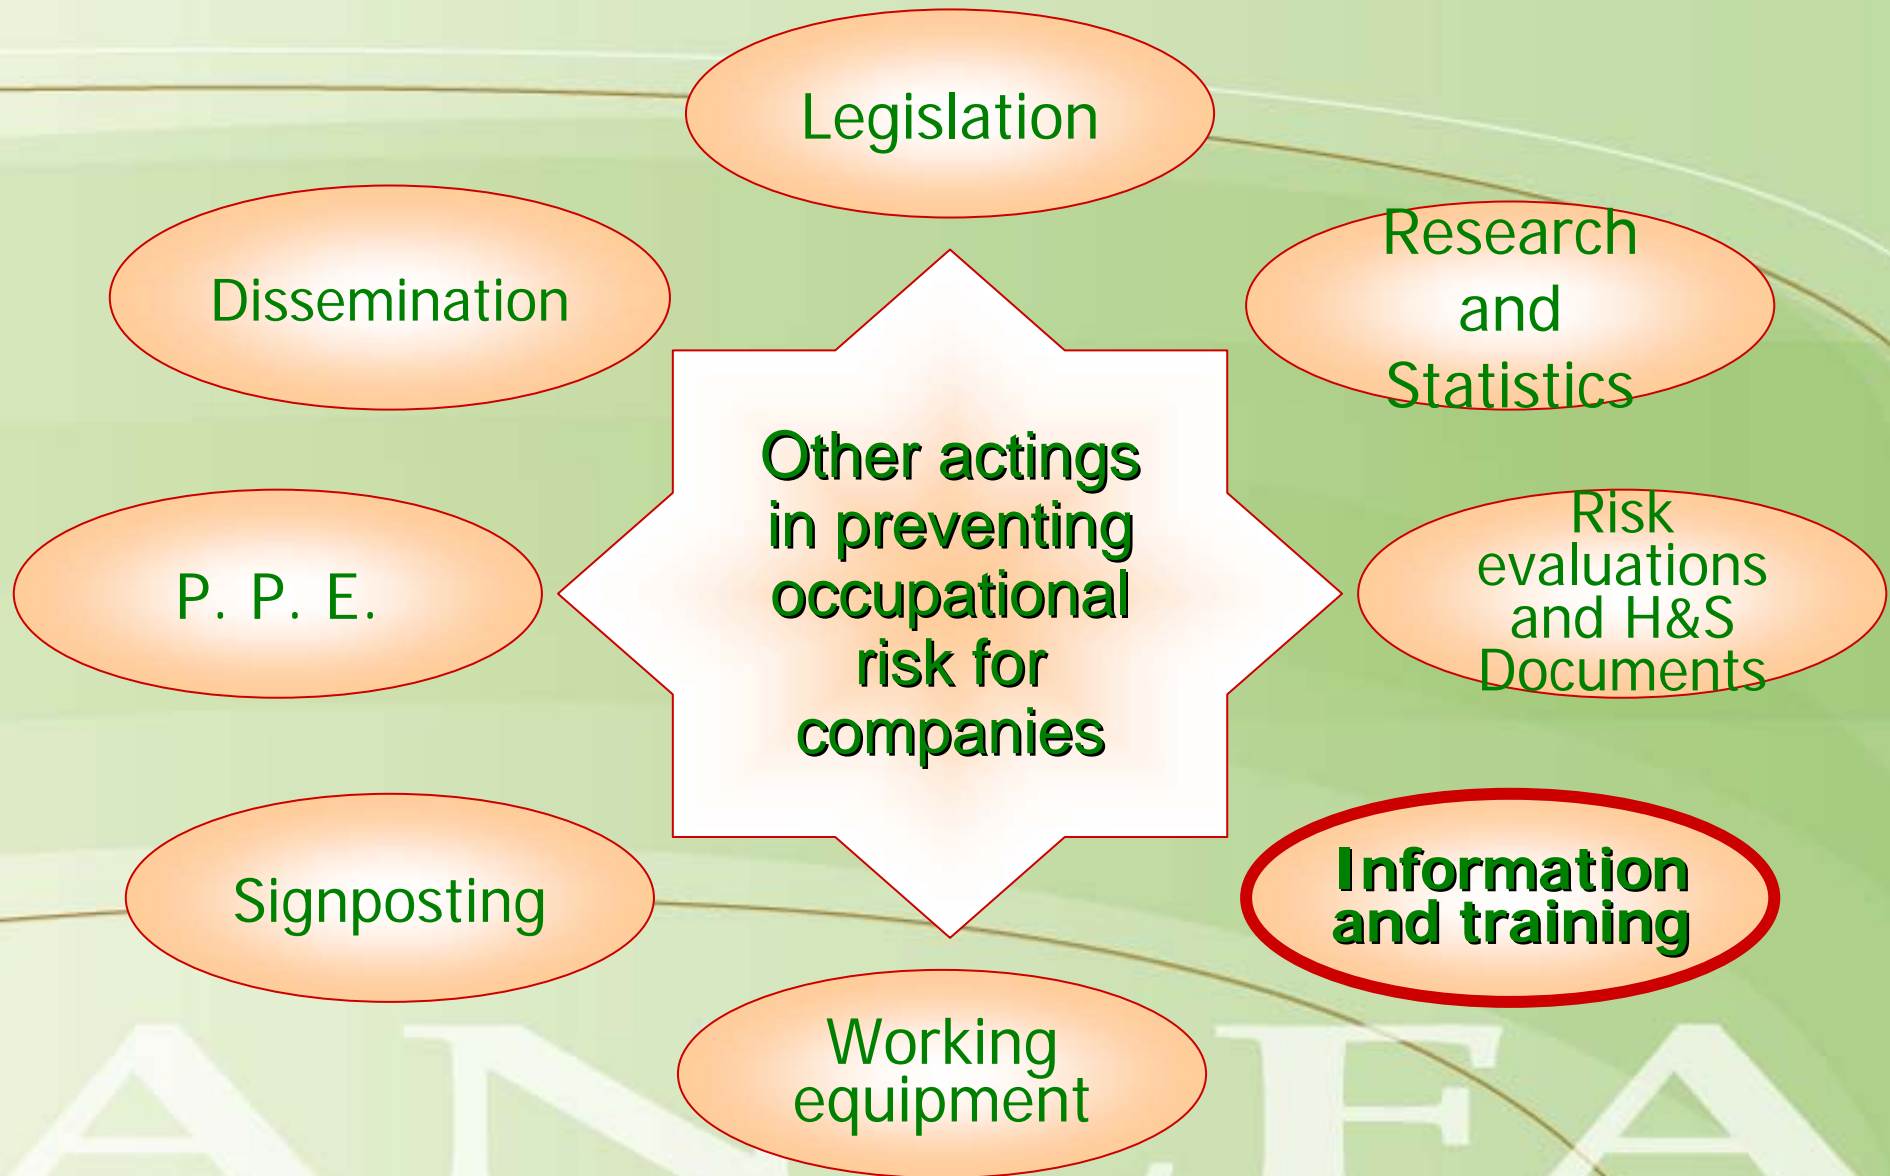 Legislation
Dissemination
Research
and
Statistics
Other actings
in preventing
occupational
risk for
companies
P. P. E.
Risk
evaluations
and H&S
Documents
Signposting
Information
and training
Working
equipment
ANEFA